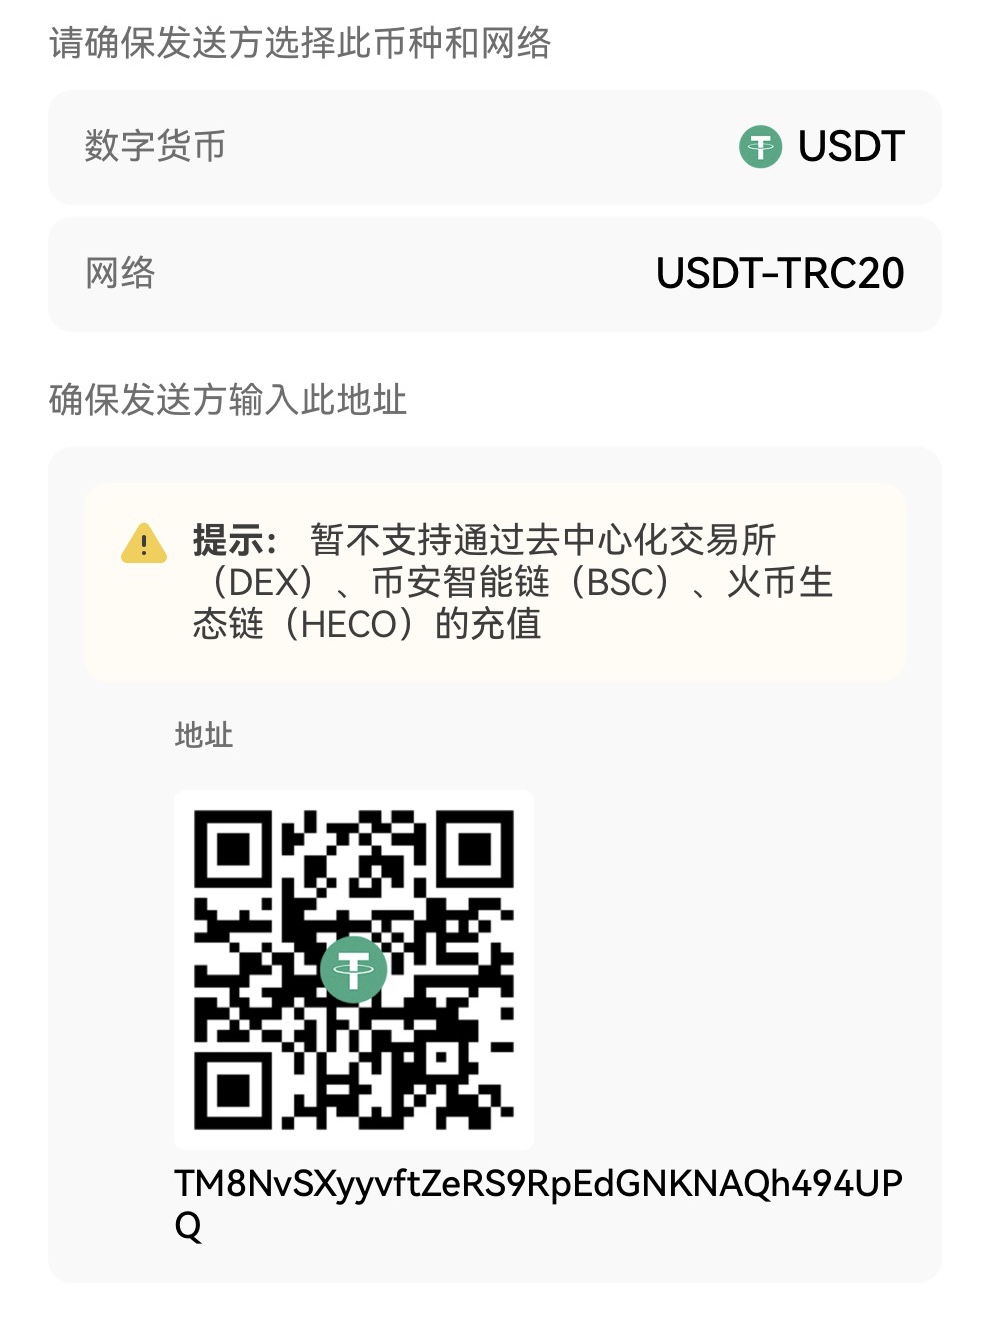 请确保发送方选择此币种和网络
数字货币 USDT
网络 USDT-TRC20
确保发送方输入此地址
提示： 暂不支持通过去中心化交易所
（DEX）、币安智能链（BSC）、火币生
态链（HECO）的充值
地址
TM8NvSXyyvftZeRS9RpEdGNKNAQh494UP
Q